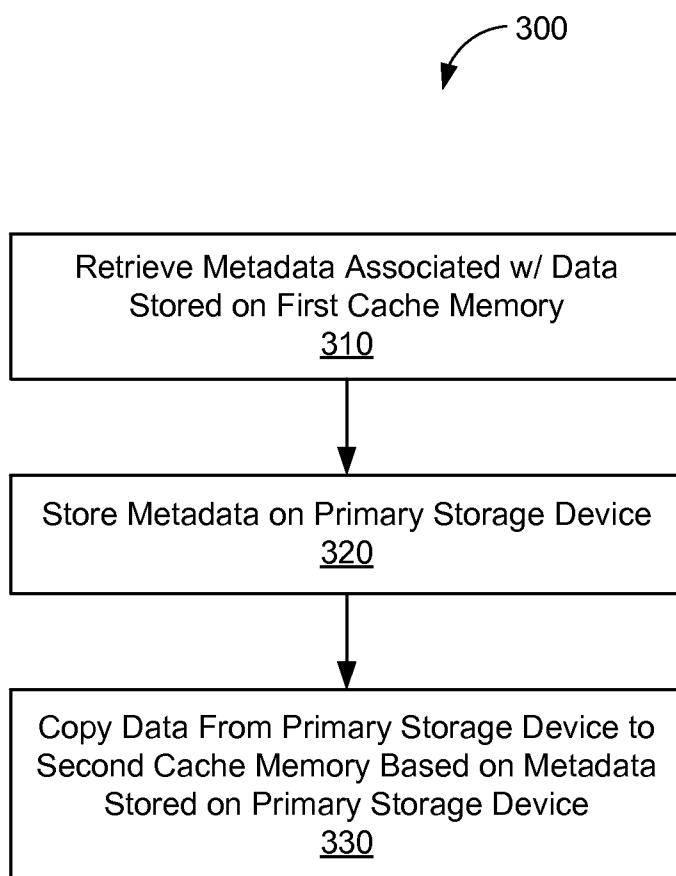 300
Retrieve Metadata Associated w/ Data
Stored on First Cache Memory
310
Store Metadata on Primary Storage Device
320
Copy Data From Primary Storage Device to
Second Cache Memory Based on Metadata
Stored on Primary Storage Device
330